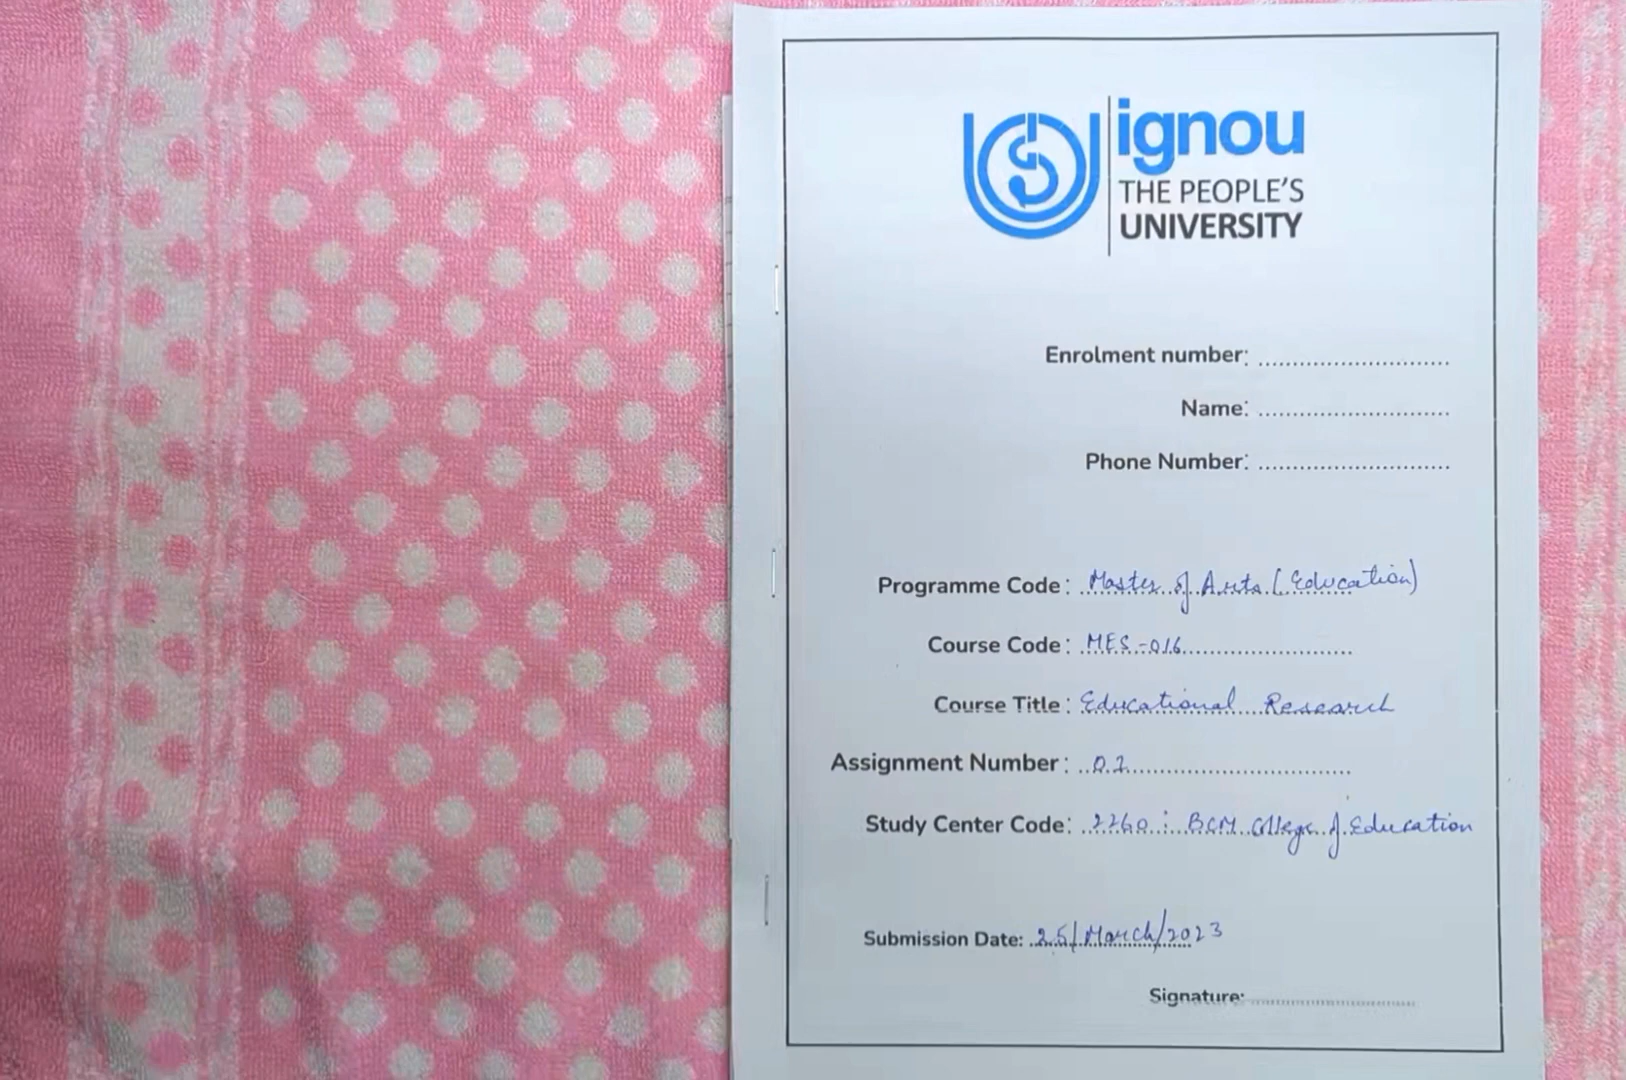 ignou
THE PEOPLE'S
UNIVERSITY
Enrolment number: ............................
Name: ............................
Phone Number: ............................
Programme Code : Master of Arts (Education)
Course Code : MES-016
Course Title : Educational Research
Assignment Number : 02
Study Center Code: 2260 : BCM College of Education
Submission Date: 25/March/2023
Signature: ............................